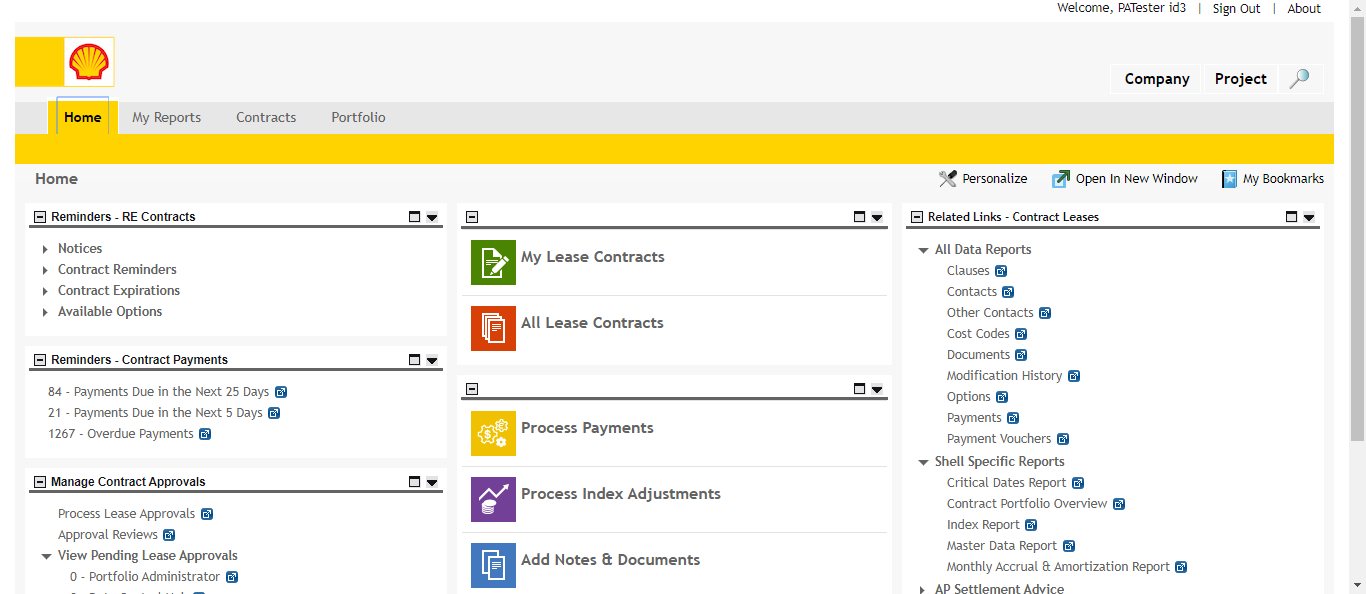 Welcome, PATester id3 | Sign Out | About
Company Project
Home My Reports Contracts Portfolio
Home
Personalize Open In New Window My Bookmarks
Reminders - RE Contracts
Notices
Contract Reminders
Contract Expirations
Available Options
Reminders - Contract Payments
84 - Payments Due in the Next 25 Days
21 - Payments Due in the Next 5 Days
1267 - Overdue Payments
Manage Contract Approvals
Process Lease Approvals
Approval Reviews
View Pending Lease Approvals
0 - Portfolio Administrator
My Lease Contracts
All Lease Contracts
Process Payments
Process Index Adjustments
Add Notes & Documents
Related Links - Contract Leases
All Data Reports
Clauses
Contacts
Other Contacts
Cost Codes
Documents
Modification History
Options
Payments
Payment Vouchers
Shell Specific Reports
Critical Dates Report
Contract Portfolio Overview
Index Report
Master Data Report
Monthly Accrual & Amortization Report
AP Settlement Advice